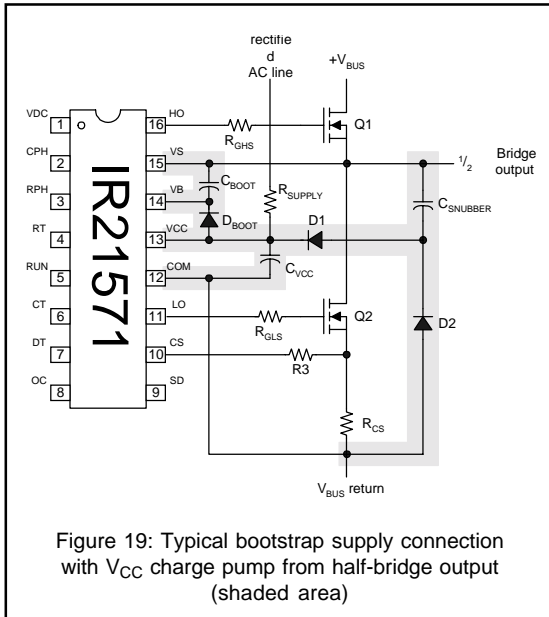 rectifie
d
AC line
+VBUS
VDC
1
CPH
2
RPH
3
RT
4
RUN
5
CT
6
DT
7
OC
8
IR21571
16
HO
15
VS
14
VB
13
VCC
12
COM
11
LO
10
CS
9
SD
RGHS
Q1
1/2 Bridge
output
CBOOT
RSUPPLY
CSNUBBER
DBOOT
D1
CVCC
Q2
D2
RGLS
R3
RCS
VBUS return
Figure 19: Typical bootstrap supply connection
with VCC charge pump from half-bridge output
(shaded area)